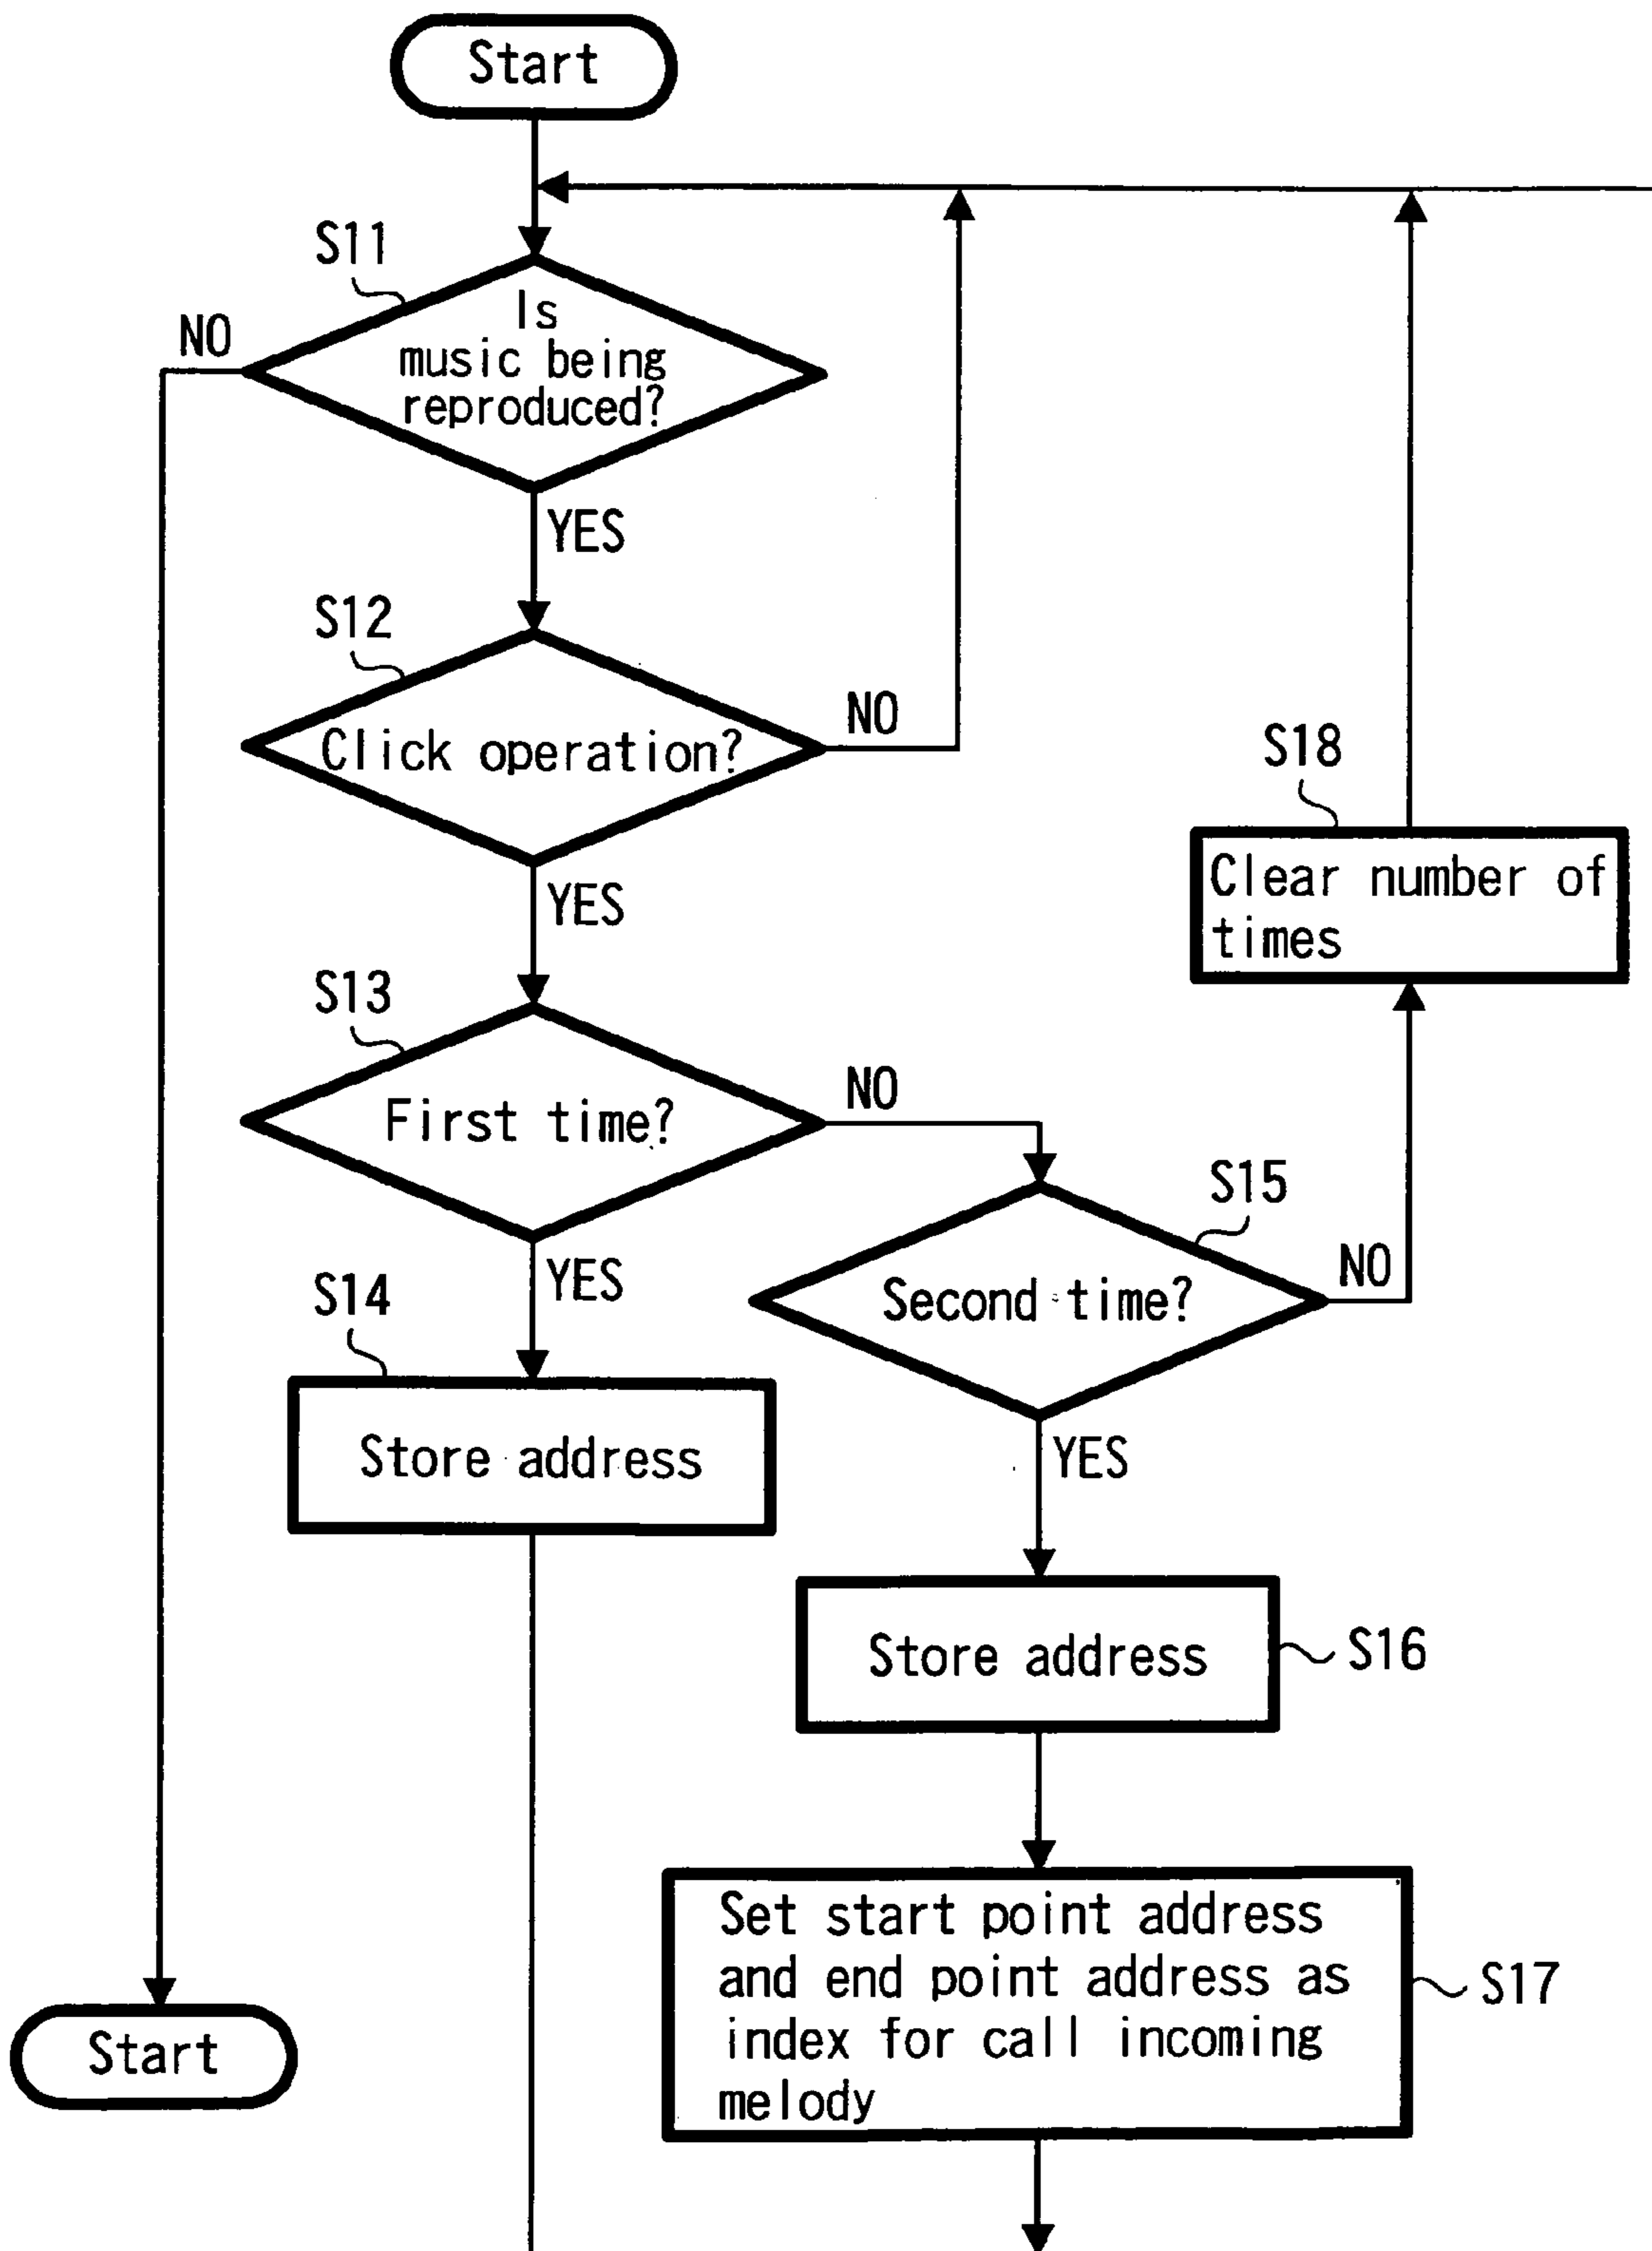 Start
S11
Is
music being
reproduced?
NO
YES
S12
Click operation?
NO
YES
S18
Clear number of
times
S13
First time?
NO
YES
S15
Second time?
NO
YES
S14
Store address
Store address
S16
Set start point address
and end point address as
index for call incoming
melody
S17
Start